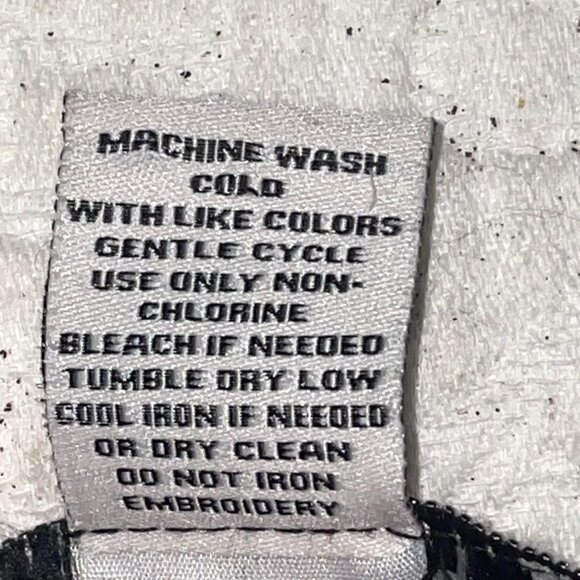 MACHINE WASH
COLD
WITH LIKE COLORS
GENTLE CYCLE
USE ONLY NON-
CHLORINE
BLEACH IF NEEDED
TUMBLE DRY LOW
COOL IRON IF NEEDED
OR DRY CLEAN
DO NOT IRON
EMBROIDERY